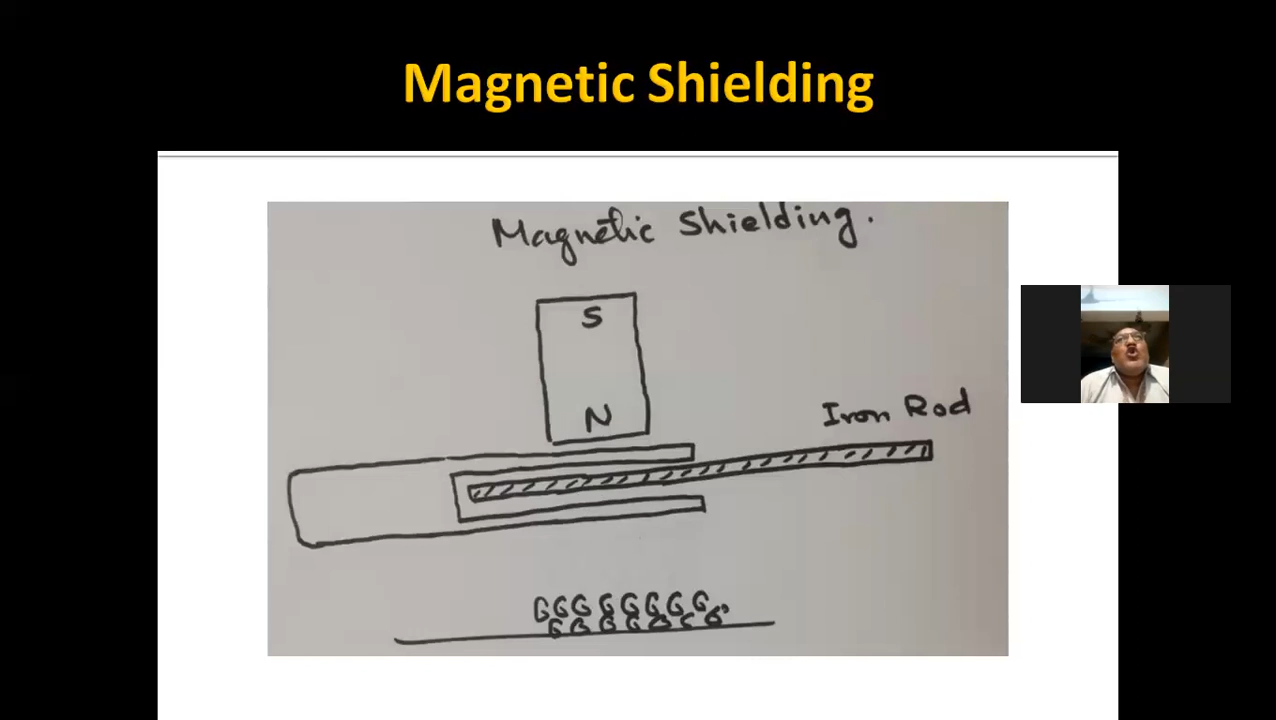 Magnetic Shielding
Magnetic Shielding.
S
N
Iron Rod